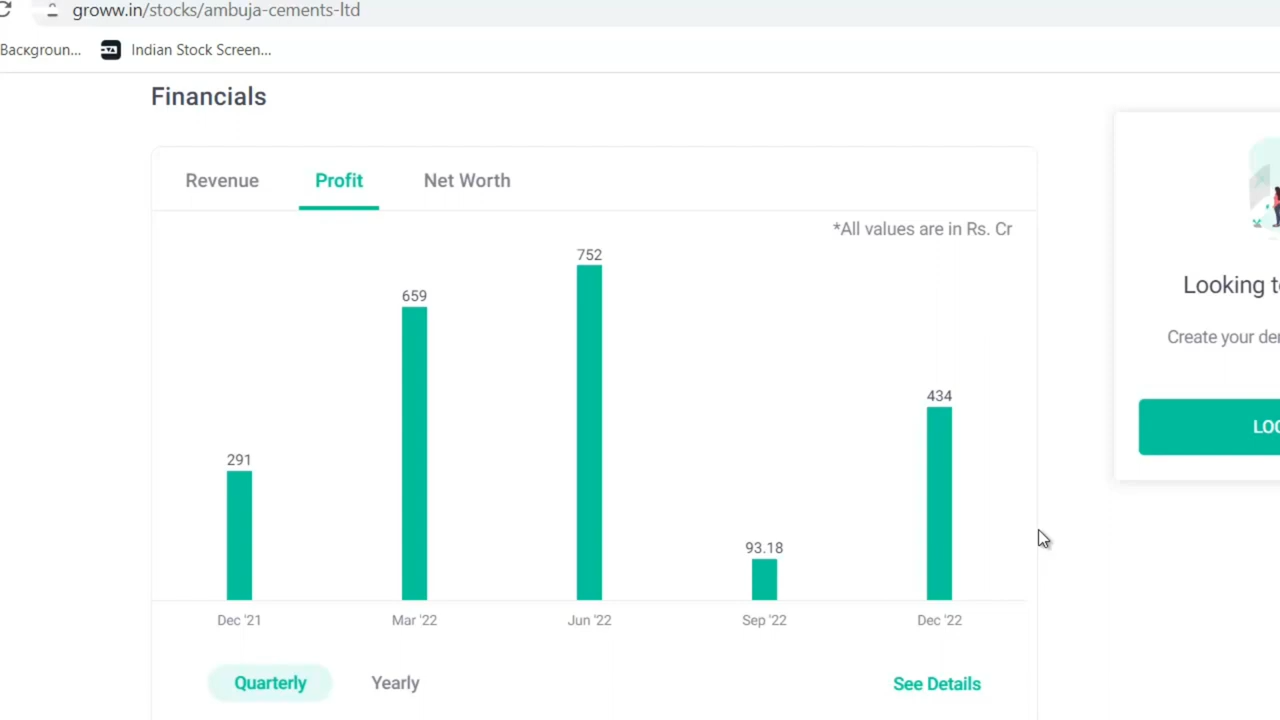 groww.in/stocks/ambuja-cements-ltd
Backgroun... Indian Stock Screen...
Financials
Revenue Profit Net Worth
*All values are in Rs. Cr
752
659
434
291
93.18
Dec '21 Mar '22 Jun '22 Sep '22 Dec '22
Quarterly Yearly See Details
Looking
Create your